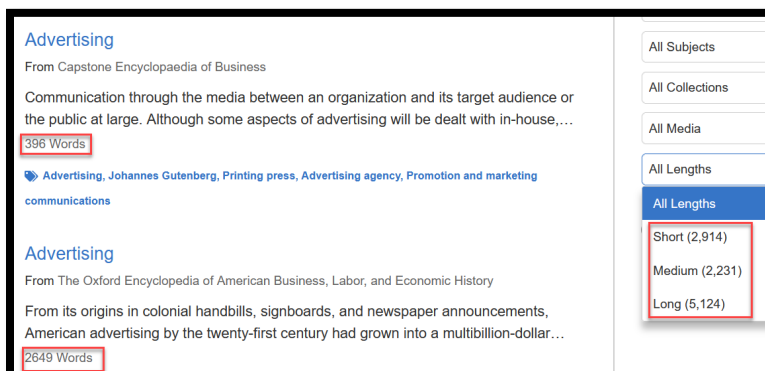 Advertising
From Capstone Encyclopaedia of Business
Communication through the media between an organization and its target audience or
the public at large. Although some aspects of advertising will be dealt with in-house,...
396 Words
Advertising, Johannes Gutenberg, Printing press, Advertising agency, Promotion and marketing
communications
Advertising
From The Oxford Encyclopedia of American Business, Labor, and Economic History
From its origins in colonial handbills, signboards, and newspaper announcements,
American advertising by the twenty-first century had grown into a multibillion-dollar...
2649 Words
All Subjects
All Collections
All Media
All Lengths
All Lengths
Short (2,914)
Medium (2,231)
Long (5,124)